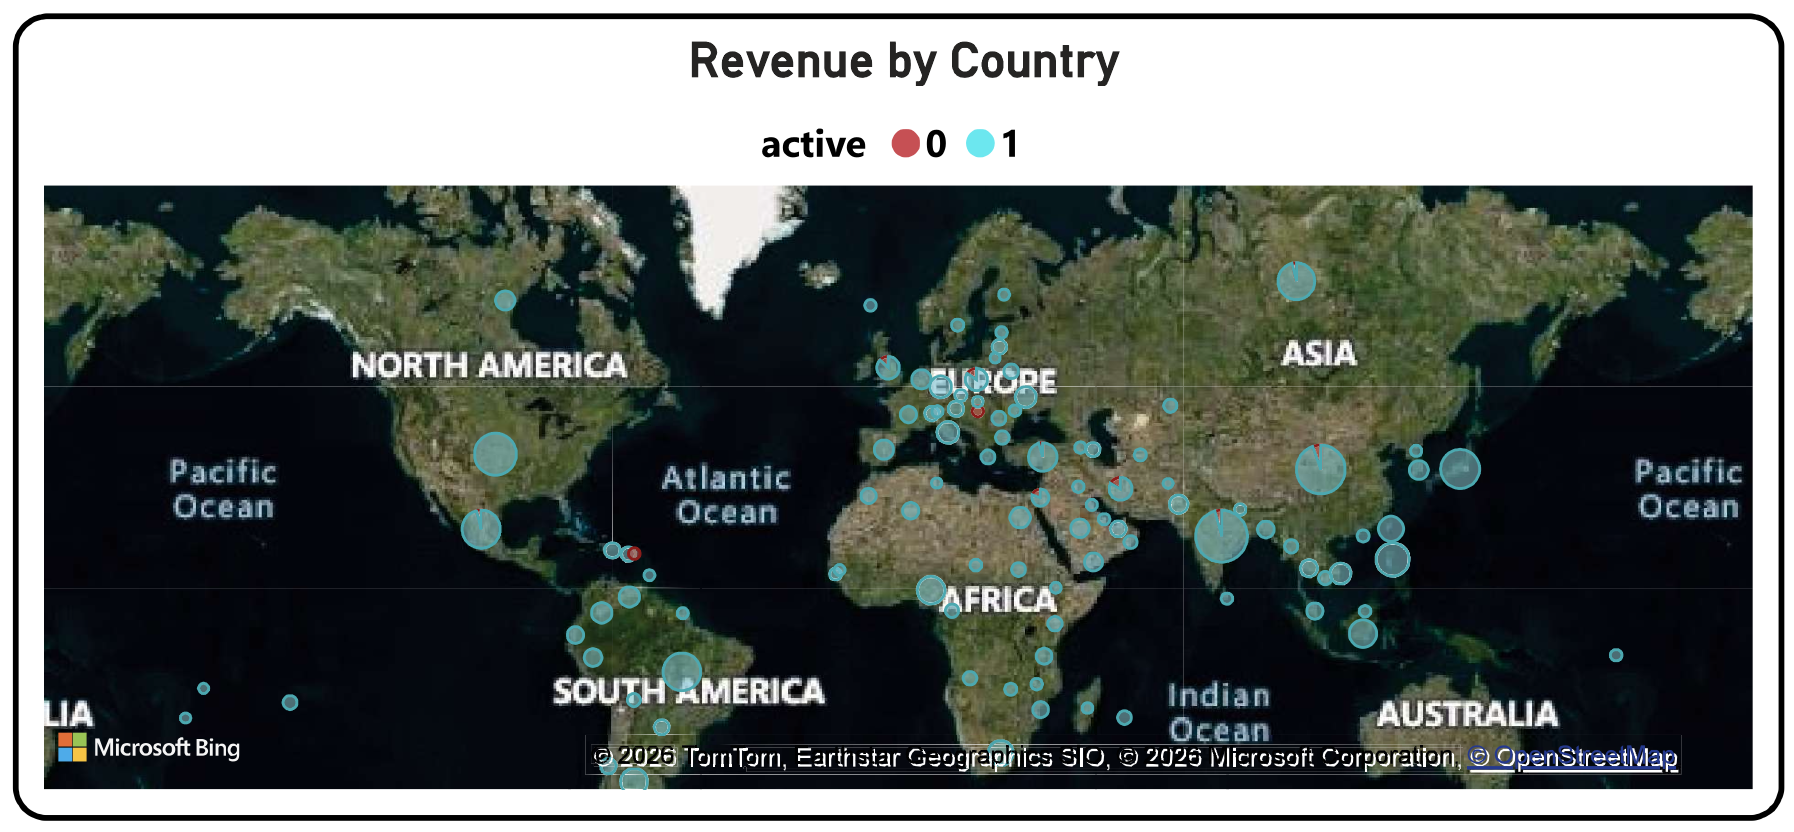 Revenue by Country
active 0 1
NORTH AMERICA
EUROPE
ASIA
Pacific
Ocean
Atlantic
Ocean
Pacific
Ocean
AFRICA
SOUTH AMERICA
Indian
Ocean
LIA
AUSTRALIA
Microsoft Bing
© 2026 TomTom, Earthstar Geographics SIO, © 2026 Microsoft Corporation, © OpenStreetMap